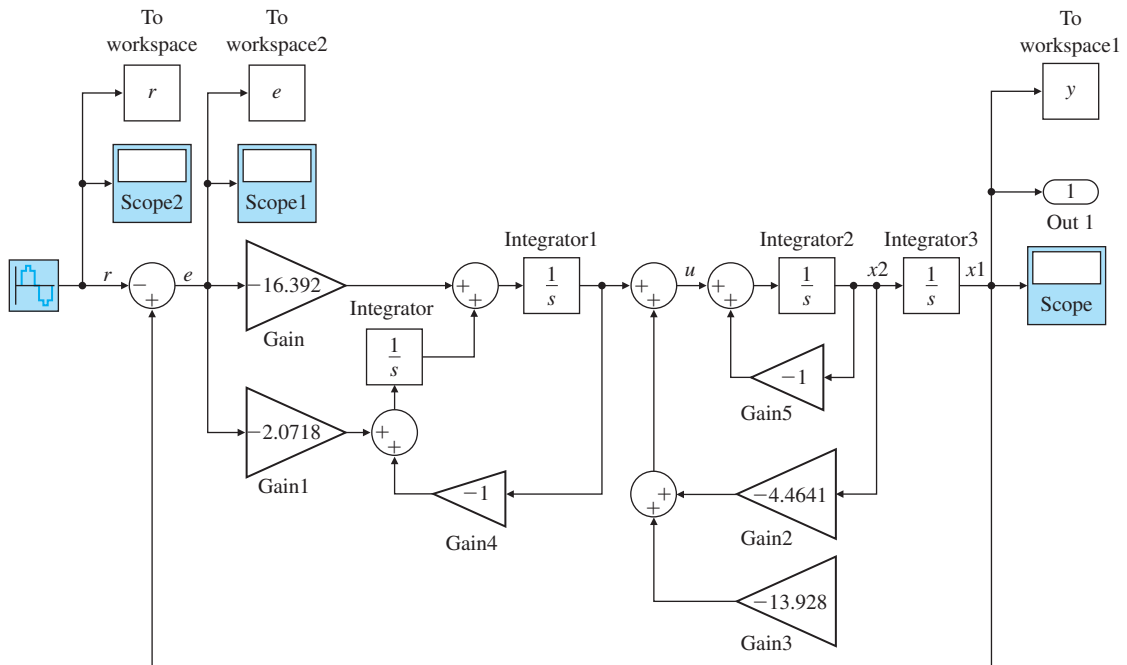 To
workspace
To
workspace2
To
workspace1
r
e
y
Scope2
Scope1
1
Out 1
Integrator1
Integrator2
Integrator3
r
−
+
e
−16.392
Gain
+
+
1
s
+
+
u
+
+
1
s
x2
1
s
x1
Scope
Integrator
1
s
−1
Gain5
−2.0718
Gain1
+
+
−1
Gain4
+
+
−4.4641
Gain2
−13.928
Gain3